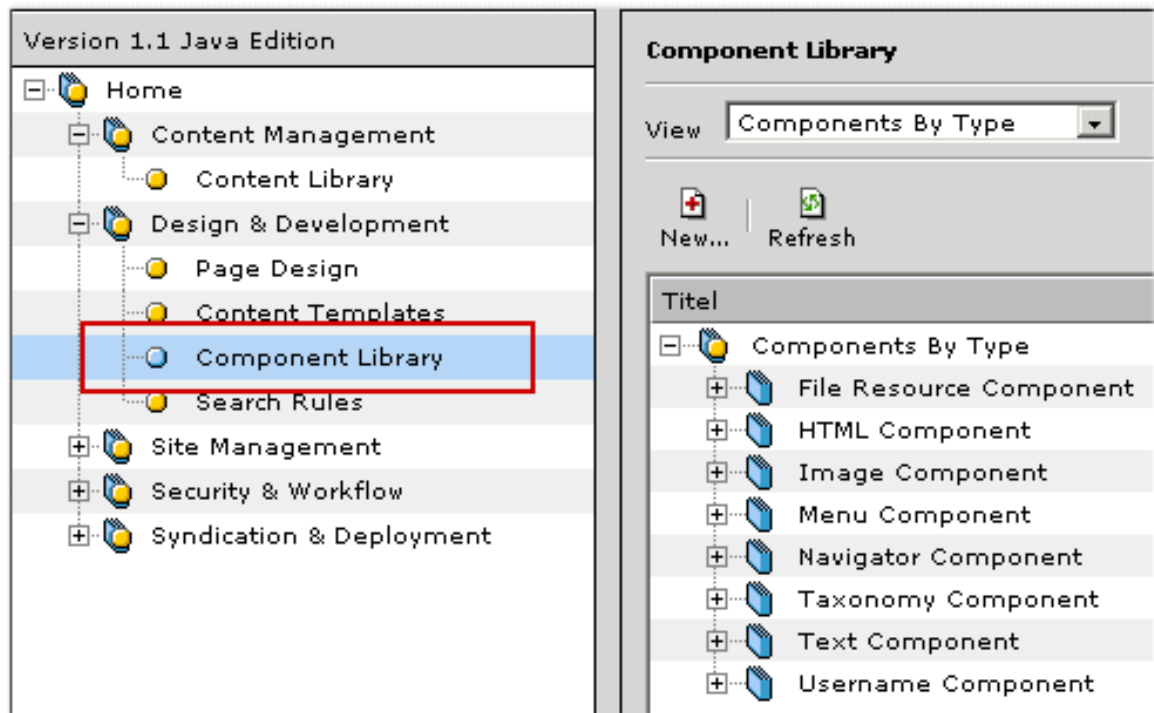 Version 1.1 Java Edition
Home
Content Management
Content Library
Design & Development
Page Design
Content Templates
Component Library
Search Rules
Site Management
Security & Workflow
Syndication & Deployment
Component Library
View Components By Type
New... Refresh
Titel
Components By Type
File Resource Component
HTML Component
Image Component
Menu Component
Navigator Component
Taxonomy Component
Text Component
Username Component